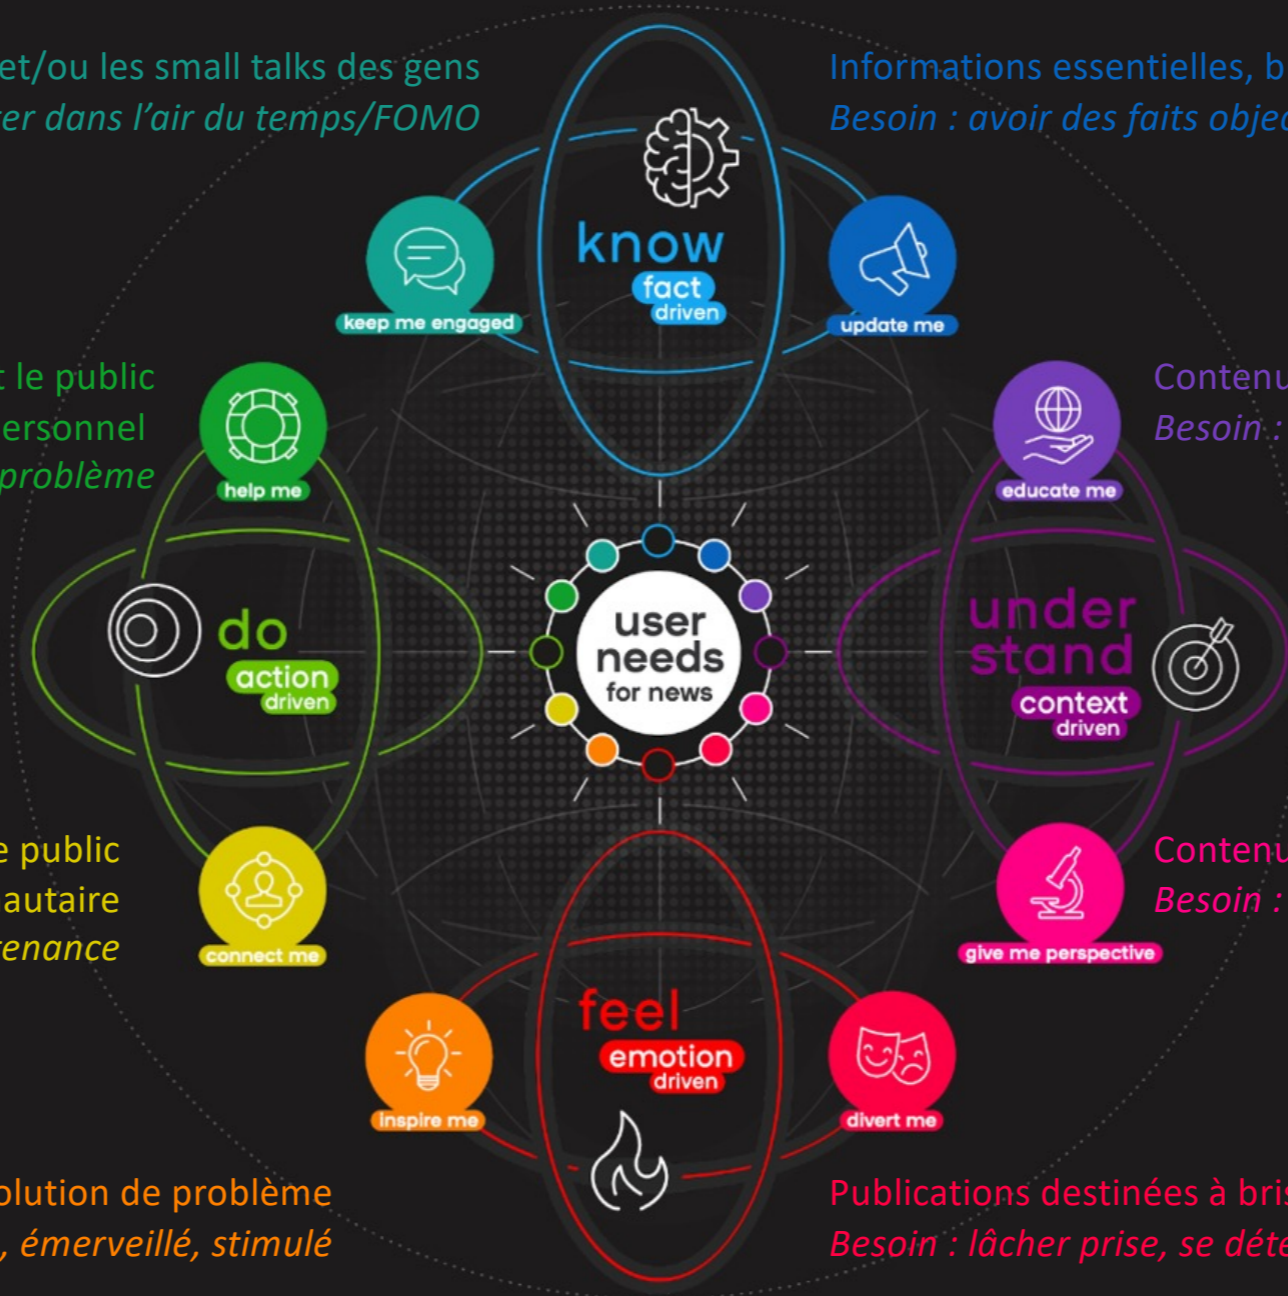 et/ou les small talks des gens
ter dans l'air du temps/FOMO
Informations essentielles, b
Besoin : avoir des faits objec
know
fact
driven
keep me engaged
update me
t le public
personnel
problème
help me
Contenu
Besoin :
educate me
do
action
driven
user
needs
for news
under
stand
context
driven
e public
autaire
tenance
connect me
Contenu
Besoin :
give me perspective
feel
emotion
driven
inspire me
divert me
olution de problème
, émerveillé, stimulé
Publications destinées à bris
Besoin : lâcher prise, se déte